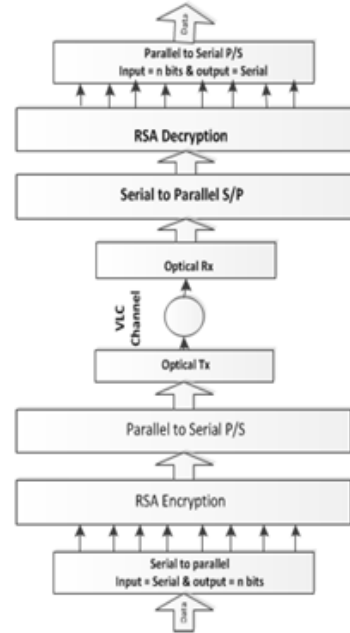 Data
Parallel to Serial P/S
Input = n bits & output = Serial
RSA Decryption
Serial to Parallel S/P
Optical Rx
VLC
Channel
Optical Tx
Parallel to Serial P/S
RSA Encryption
Serial to parallel
Input = Serial & output = n bits
Data